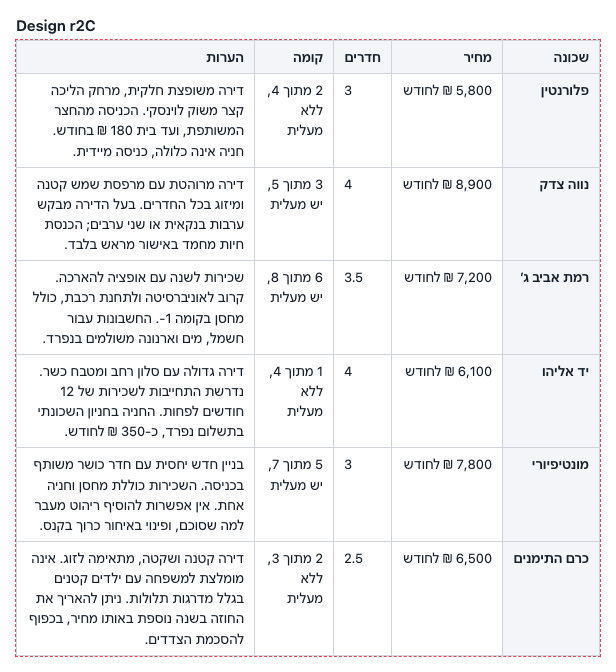 Design r2C
שכונה
מחיר
חדרים
קומה
הערות
פלורנטין
5,800 ₪ לחודש
3
2 מתוך 4,
ללא
מעלית
דירה משופצת חלקית, מרחק הליכה
קצר משוק לוינסקי. הכניסה מהחצר
המשותפת, ועד בית 180 ₪ בחודש.
חניה אינה כלולה, כניסה מיידית.
נווה צדק
8,900 ₪ לחודש
4
3 מתוך 5,
יש מעלית
דירה מרוהטת עם מרפסת שמש קטנה
ומיזוג בכל החדרים. בעל הדירה מבקש
ערבות בנקאית או שני ערבים; הכנסת
חיות מחמד באישור מראש בלבד.
רמת אביב ג׳
7,200 ₪ לחודש
3.5
6 מתוך 8,
יש מעלית
שכירות לשנה עם אופציה להארכה.
קרוב לאוניברסיטה ולתחנת רכבת, כולל
מחסן בקומה -1. החשבונות עבור
חשמל, מים וארנונה משולמים בנפרד.
יד אליהו
6,100 ₪ לחודש
4
1 מתוך 4,
ללא
מעלית
דירה גדולה עם סלון רחב ומטבח כשר.
נדרשת התחייבות לשכירות של 12
חודשים לפחות. החניה בחניון השכונתי
בתשלום נפרד, כ-350 ₪ לחודש.
מונטיפיורי
7,800 ₪ לחודש
3
5 מתוך 7,
יש מעלית
בניין חדש יחסית עם חדר כושר משותף
בכניסה. השכירות כוללת מחסן וחניה
אחת. אין אפשרות להוסיף ריהוט מעבר
למה שסוכם, ופינוי באיחור כרוך בקנס.
כרם התימנים
6,500 ₪ לחודש
2.5
2 מתוך 3,
ללא
מעלית
דירה קטנה ושקטה, מתאימה לזוג. אינה
מומלצת למשפחה עם ילדים קטנים
בגלל מדרגות תלולות. ניתן להאריך את
החוזה בשנה נוספת באותו מחיר, בכפוף
להסכמת הצדדים.